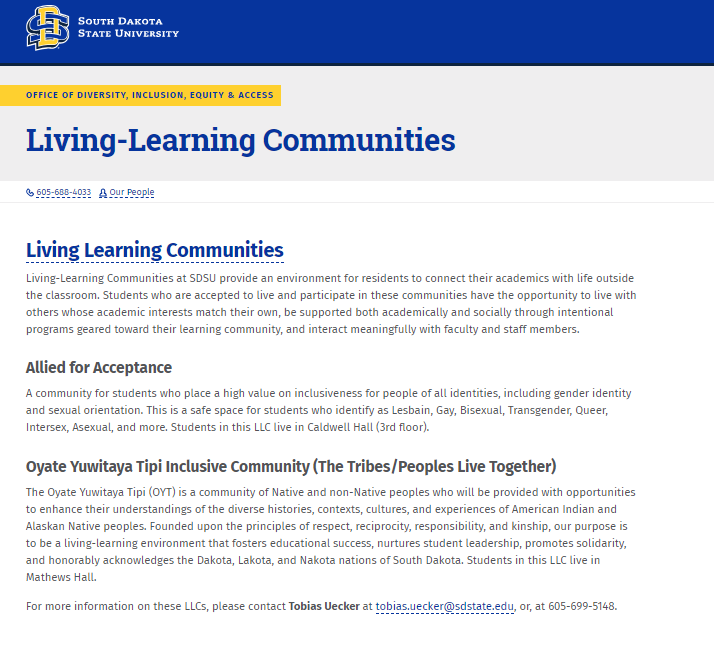 SOUTH DAKOTA
STATE UNIVERSITY
OFFICE OF DIVERSITY, INCLUSION, EQUITY & ACCESS
Living-Learning Communities
605-688-4033 Our People
Living Learning Communities
Living-Learning Communities at SDSU provide an environment for residents to connect their academics with life outside
the classroom. Students who are accepted to live and participate in these communities have the opportunity to live with
others whose academic interests match their own, be supported both academically and socially through intentional
programs geared toward their learning community, and interact meaningfully with faculty and staff members.
Allied for Acceptance
A community for students who place a high value on inclusiveness for people of all identities, including gender identity
and sexual orientation. This is a safe space for students who identify as Lesbain, Gay, Bisexual, Transgender, Queer,
Intersex, Asexual, and more. Students in this LLC live in Caldwell Hall (3rd floor).
Oyate Yuwitaya Tipi Inclusive Community (The Tribes/Peoples Live Together)
The Oyate Yuwitaya Tipi (OYT) is a community of Native and non-Native peoples who will be provided with opportunities
to enhance their understandings of the diverse histories, contexts, cultures, and experiences of American Indian and
Alaskan Native peoples. Founded upon the principles of respect, reciprocity, responsibility, and kinship, our purpose is
to be a living-learning environment that fosters educational success, nurtures student leadership, promotes solidarity,
and honorably acknowledges the Dakota, Lakota, and Nakota nations of South Dakota. Students in this LLC live in
Mathews Hall.
For more information on these LLCs, please contact Tobias Uecker at tobias.uecker@sdstate.edu, or, at 605-699-5148.